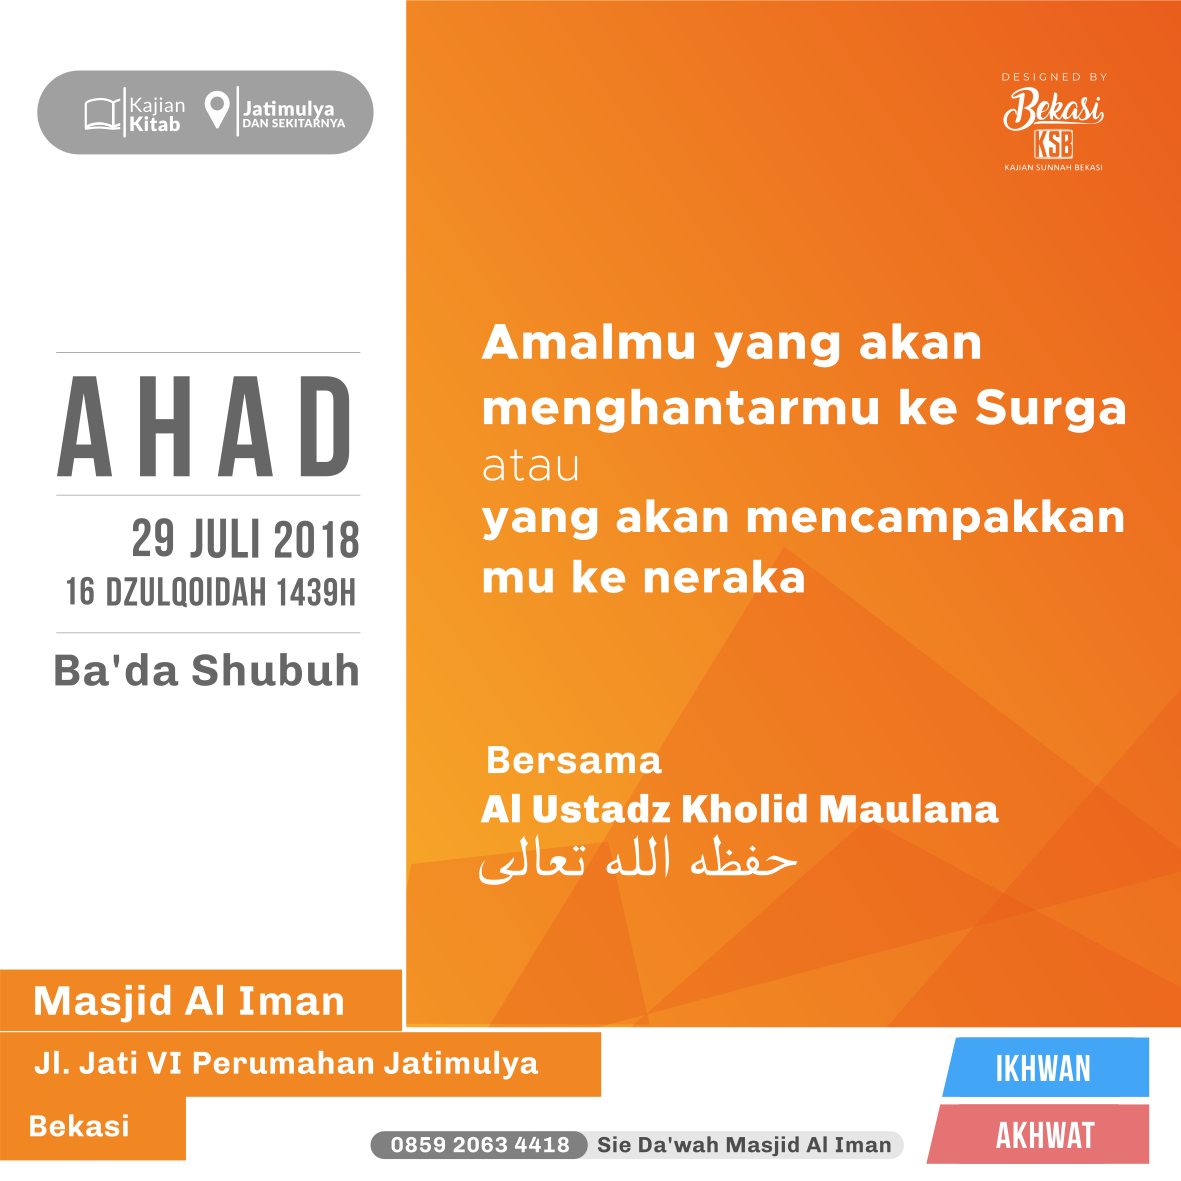 Kajian
Kitab
Jatimulya
DAN SEKITARNYA
DESIGNED BY
Bekasi
KSB
KAJIAN SUNNAH BEKASI
AHAD
29 JULI 2018
16 DZULQOIDAH 1439H
Ba'da Shubuh
Amalmu yang akan
menghantarmu ke Surga
atau
yang akan mencampakkan
mu ke neraka
Bersama
Al Ustadz Kholid Maulana
حفظه الله تعالى
Masjid Al Iman
Jl. Jati VI Perumahan Jatimulya
Bekasi
IKHWAN
AKHWAT
0859 2063 4418 Sie Da'wah Masjid Al Iman